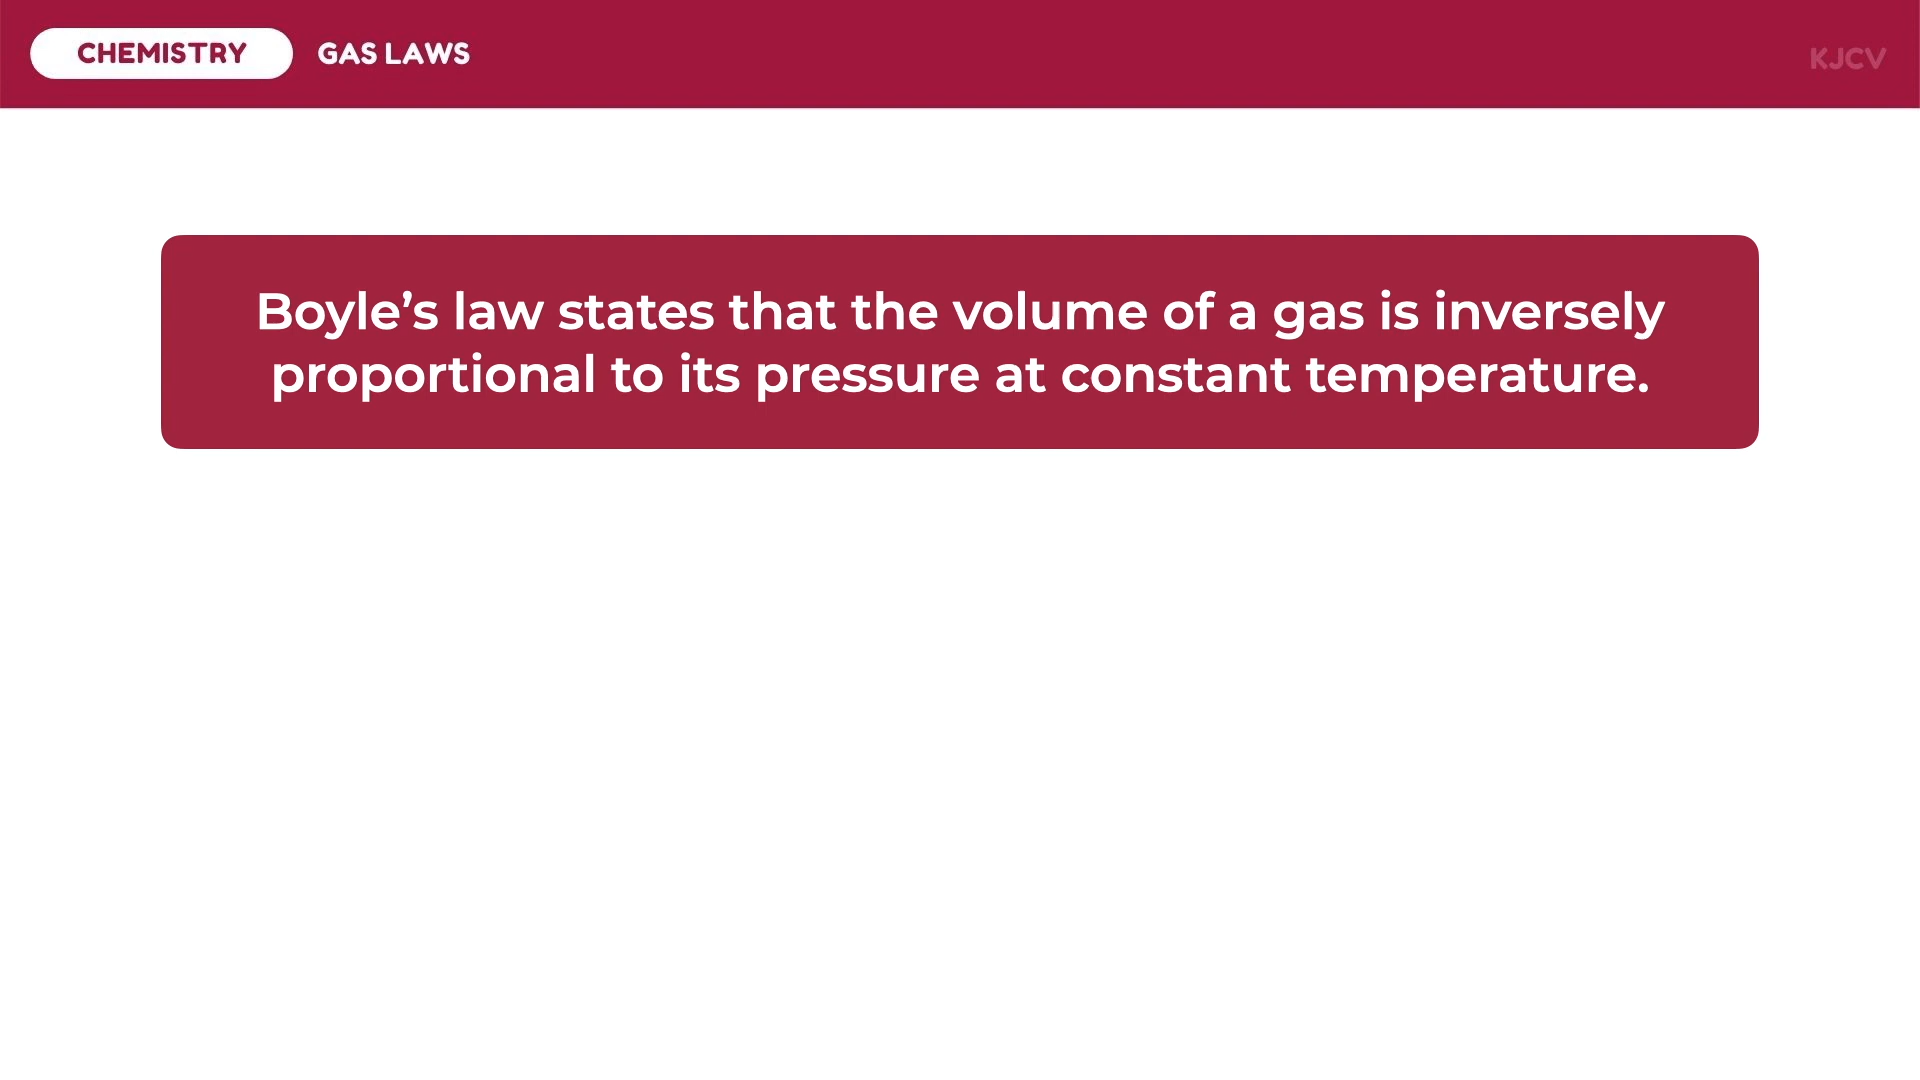 CHEMISTRY
GAS LAWS
KJCV
Boyle’s law states that the volume of a gas is inversely
proportional to its pressure at constant temperature.